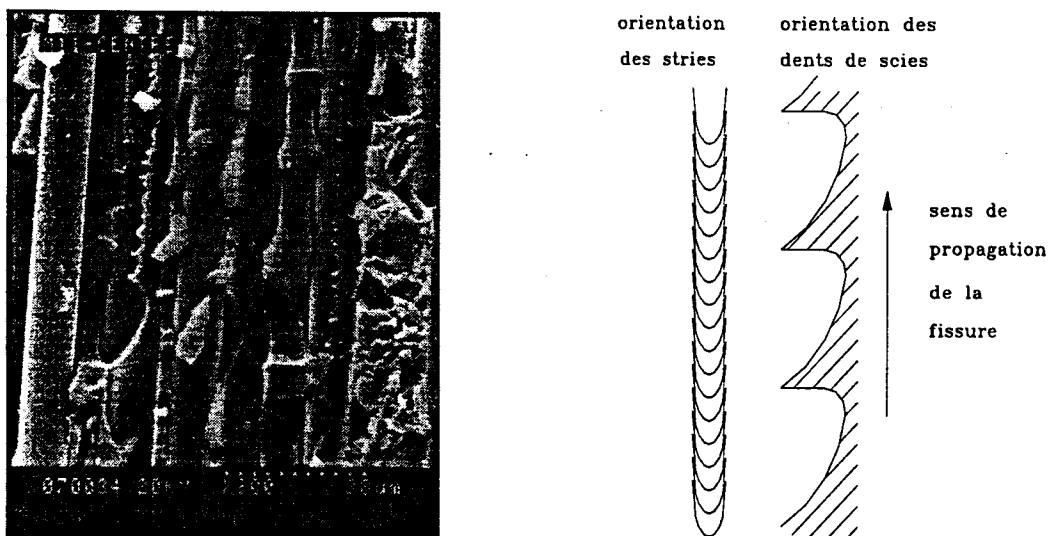 orientation
des stries
orientation des
dents de scies
sens de
propagation
de la
fissure